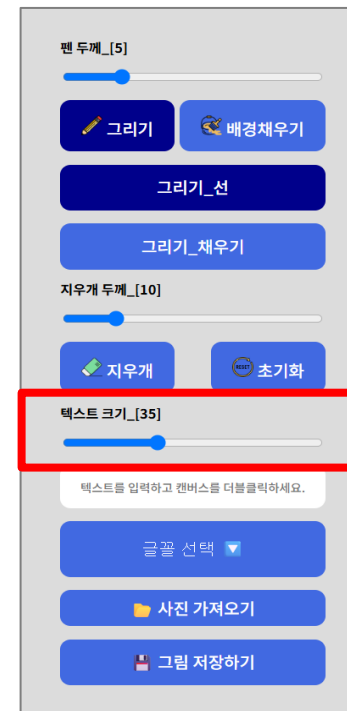 펜 두께_[5]
그리기 배경채우기
그리기_선
그리기_채우기
지우개 두께_[10]
지우개 RESET 초기화
텍스트 크기_[35]
텍스트를 입력하고 캔버스를 더블클릭하세요.
글꼴 선택
사진 가져오기
그림 저장하기